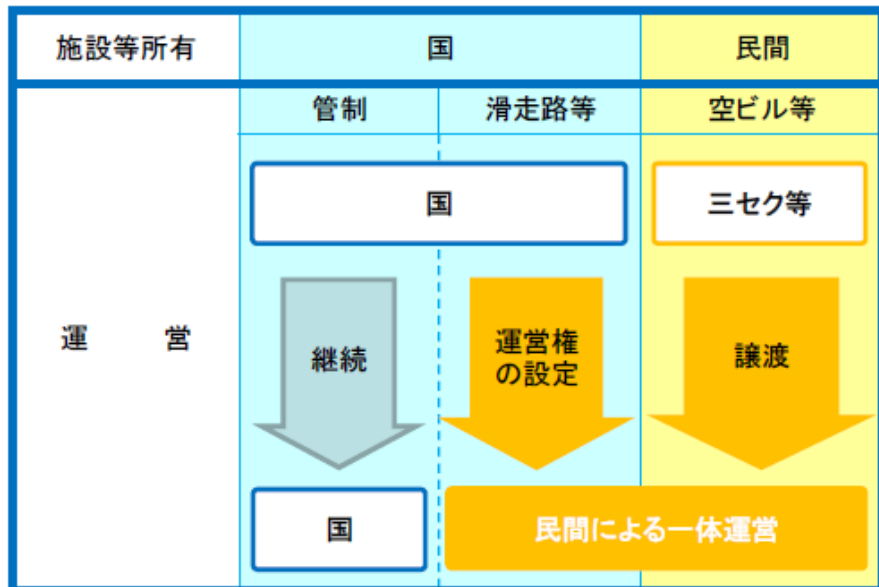 施設等所有
国
民間
管制
滑走路等
空ビル等
国
三セク等
運 営
継続
運営権
の設定
譲渡
国
民間による一体運営